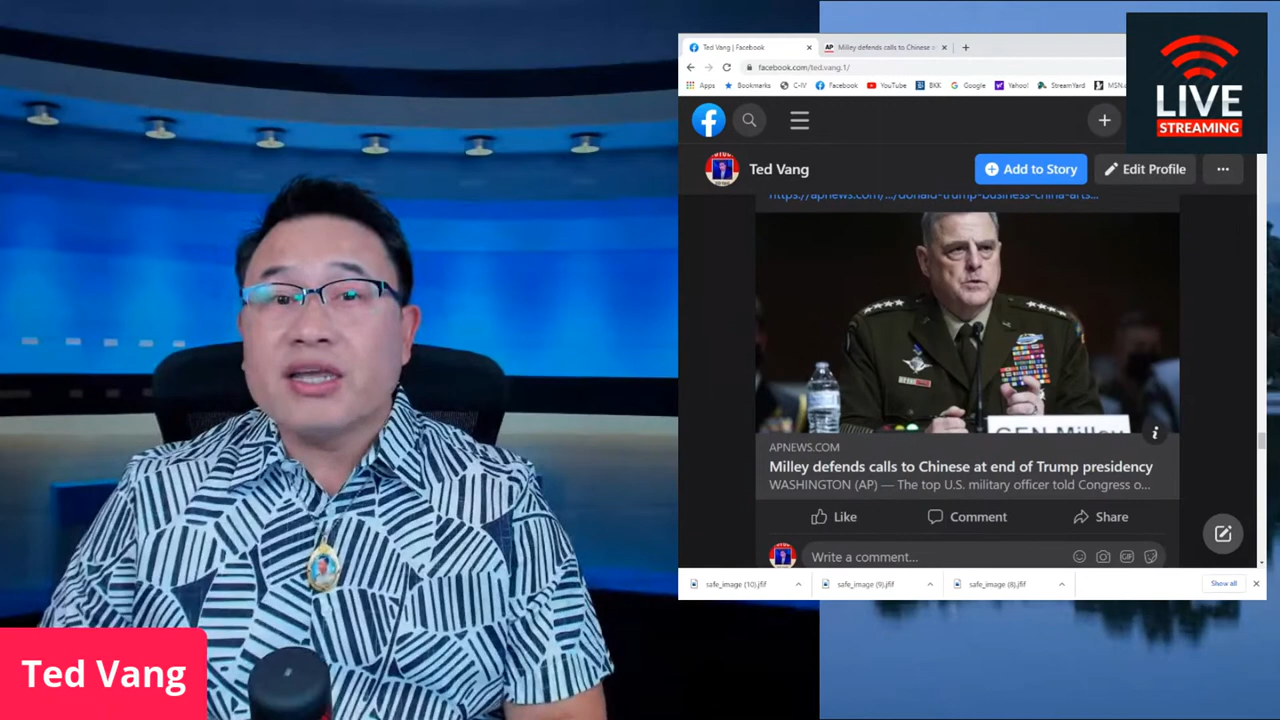 Ted Vang | Facebook
AP Milley defends calls to Chinese
facebook.com/ted.vang.1/
Apps Bookmarks C-IV Facebook YouTube BKK Google Yahoo! StreamYard MSN
LIVE
STREAMING
Ted Vang
Add to Story
Edit Profile
https://apnews.com/.../donald-trump-business-china-arts...
GEN Milley
APNEWS.COM
Milley defends calls to Chinese at end of Trump presidency
WASHINGTON (AP) — The top U.S. military officer told Congress o...
Like Comment Share
Write a comment...
GIF
safe_image (10).jfif safe_image (9).jfif safe_image (8).jfif Show all
Ted Vang